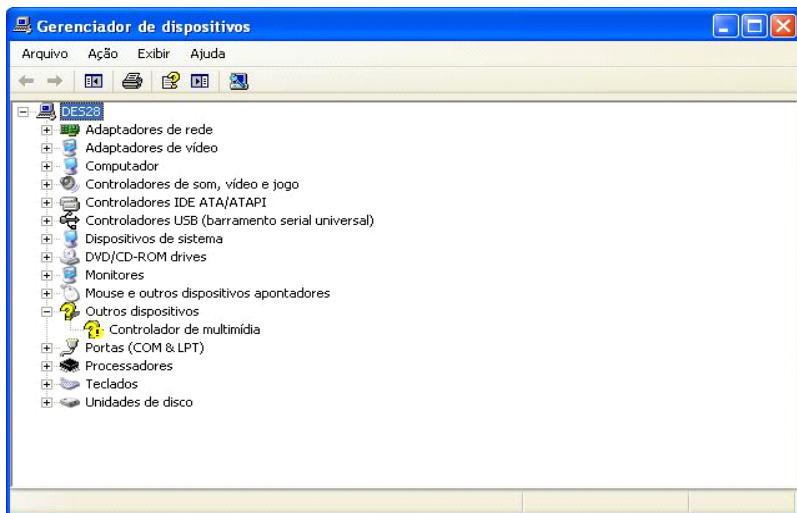 Gerenciador de dispositivos
Arquivo Ação Exibir Ajuda
DES28
Adaptadores de rede
Adaptadores de vídeo
Computador
Controladores de som, vídeo e jogo
Controladores IDE ATA/ATAPI
Controladores USB (barramento serial universal)
Dispositivos de sistema
DVD/CD-ROM drives
Monitores
Mouse e outros dispositivos apontadores
Outros dispositivos
Controlador de multimídia
Portas (COM & LPT)
Processadores
Teclados
Unidades de disco